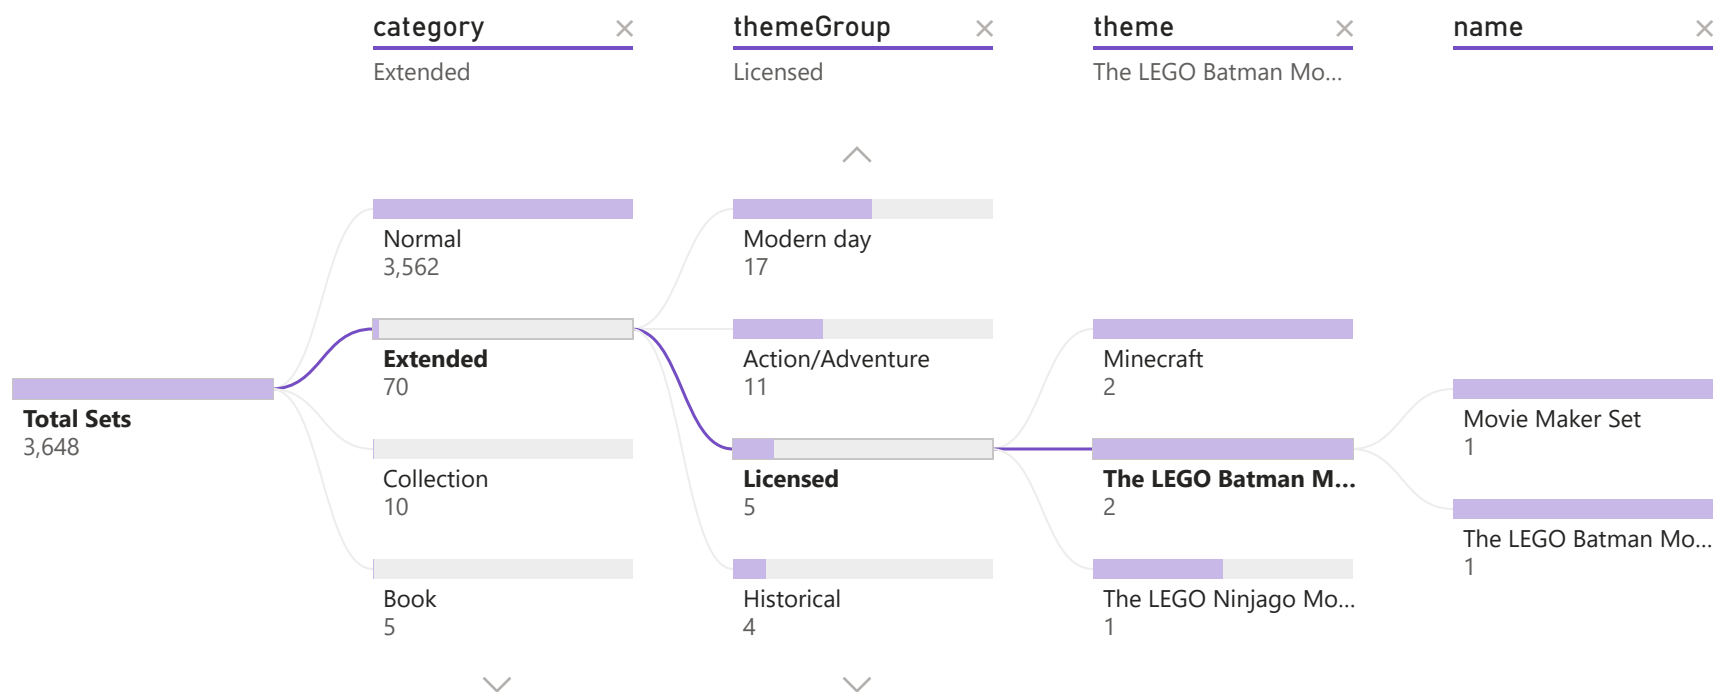 category
themeGroup
theme
name
Extended
Licensed
The LEGO Batman Mo...
Total Sets
3,648
Normal
3,562
Extended
70
Collection
10
Book
5
Modern day
17
Action/Adventure
11
Licensed
5
Historical
4
Minecraft
2
The LEGO Batman M...
2
The LEGO Ninjago Mo...
1
Movie Maker Set
1
The LEGO Batman Mo...
1